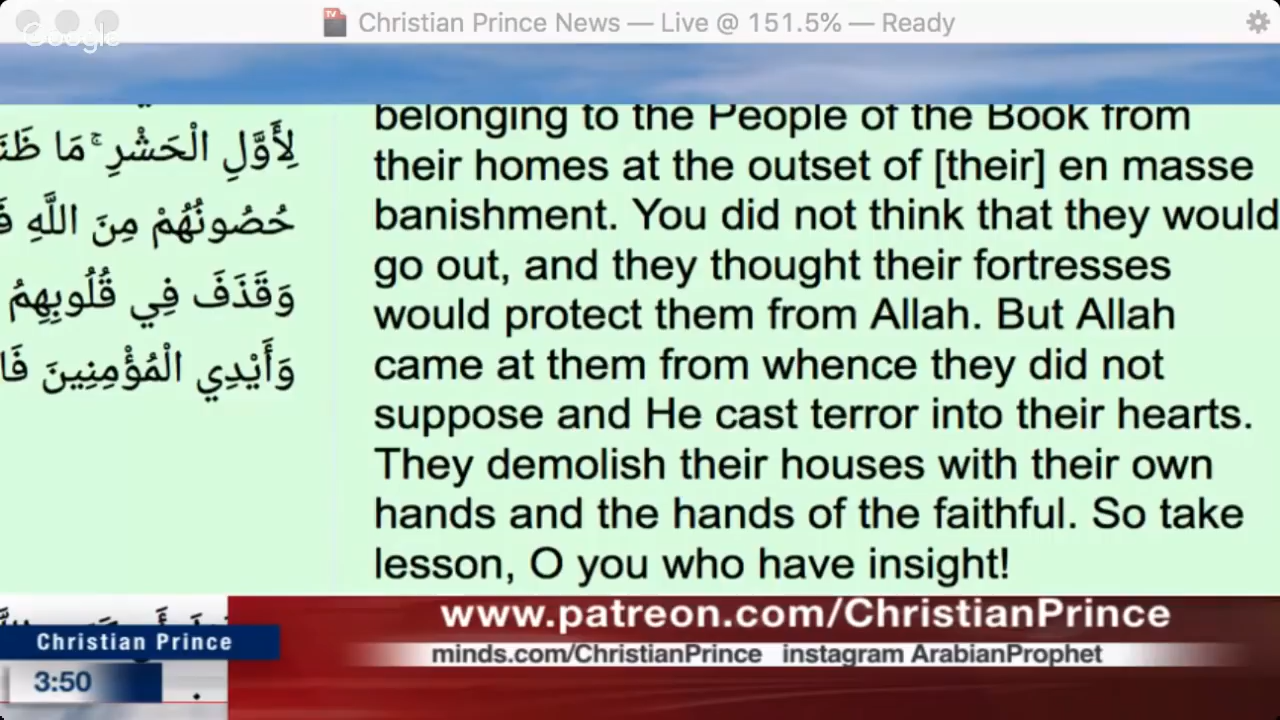 Google
Christian Prince News — Live @ 151.5% — Ready
لِأَوَّلِ الْحَشْرِ ۚ مَا
حُصُونُهُمْ مِنَ اللَّهِ
وَقَذَفَ فِي قُلُوبِهِمُ
وَأَيْدِي الْمُؤْمِنِينَ
belonging to the People of the Book from
their homes at the outset of [their] en masse
banishment. You did not think that they would
go out, and they thought their fortresses
would protect them from Allah. But Allah
came at them from whence they did not
suppose and He cast terror into their hearts.
They demolish their houses with their own
hands and the hands of the faithful. So take
lesson, O you who have insight!
www.patreon.com/ChristianPrince
Christian Prince
minds.com/ChristianPrince instagram ArabianProphet
3:50